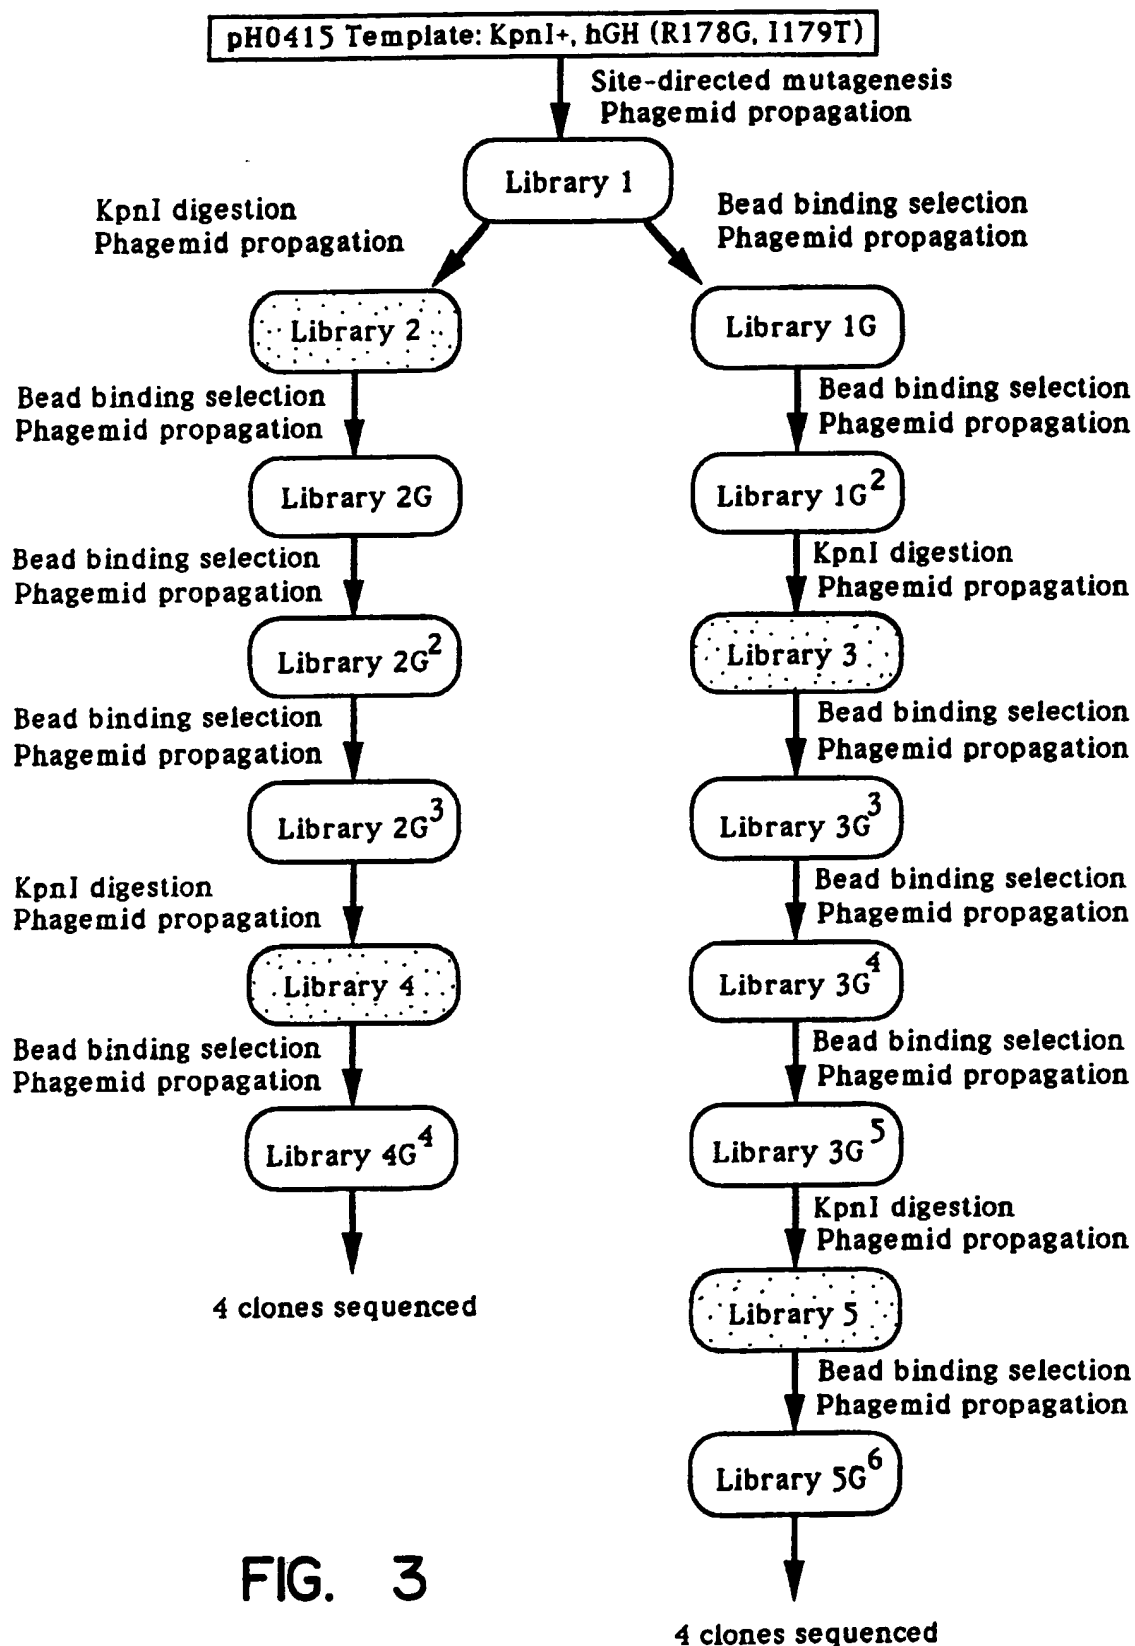 pH0415 Template: KpnI+, hGH (R178G, I179T)
Site-directed mutagenesis
Phagemid propagation
Library 1
KpnI digestion
Phagemid propagation
Bead binding selection
Phagemid propagation
Library 2
Library 1G
Bead binding selection
Phagemid propagation
Bead binding selection
Phagemid propagation
Library 2G
Library 1G²
Bead binding selection
Phagemid propagation
KpnI digestion
Phagemid propagation
Library 2G²
Library 3
Bead binding selection
Phagemid propagation
Bead binding selection
Phagemid propagation
Library 2G³
Library 3G³
KpnI digestion
Phagemid propagation
Bead binding selection
Phagemid propagation
Library 4
Library 3G⁴
Bead binding selection
Phagemid propagation
Bead binding selection
Phagemid propagation
Library 4G⁴
Library 3G⁵
KpnI digestion
Phagemid propagation
4 clones sequenced
Library 5
Bead binding selection
Phagemid propagation
Library 5G⁶
FIG. 3
4 clones sequenced